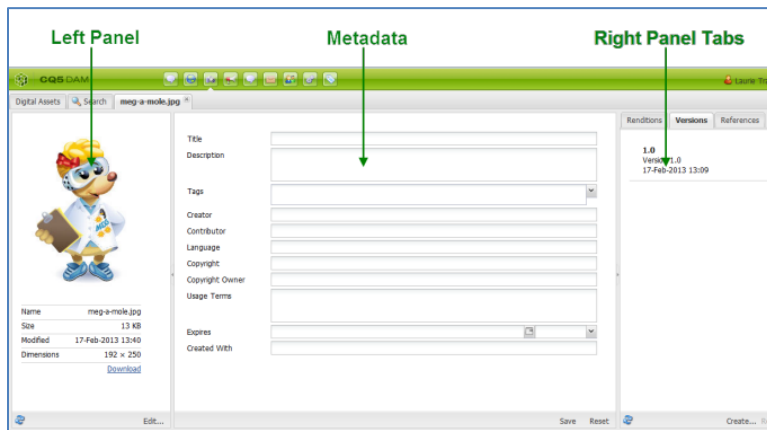 Left Panel
Metadata
Right Panel Tabs
CQ5 DAM
Digital Assets
Search
meg-a-mole.jpg
Renditions
Versions
References
Title
Description
Tags
Creator
Contributor
Language
Copyright
Copyright Owner
Usage Terms
Expires
Created With
Name meg-a-mole.jpg
Size 13 KB
Modified 17-Feb-2013 13:40
Dimensions 192 × 250
Download
Edit...
Save
Reset
1.0
Version 1.0
17-Feb-2013 13:09
Create...